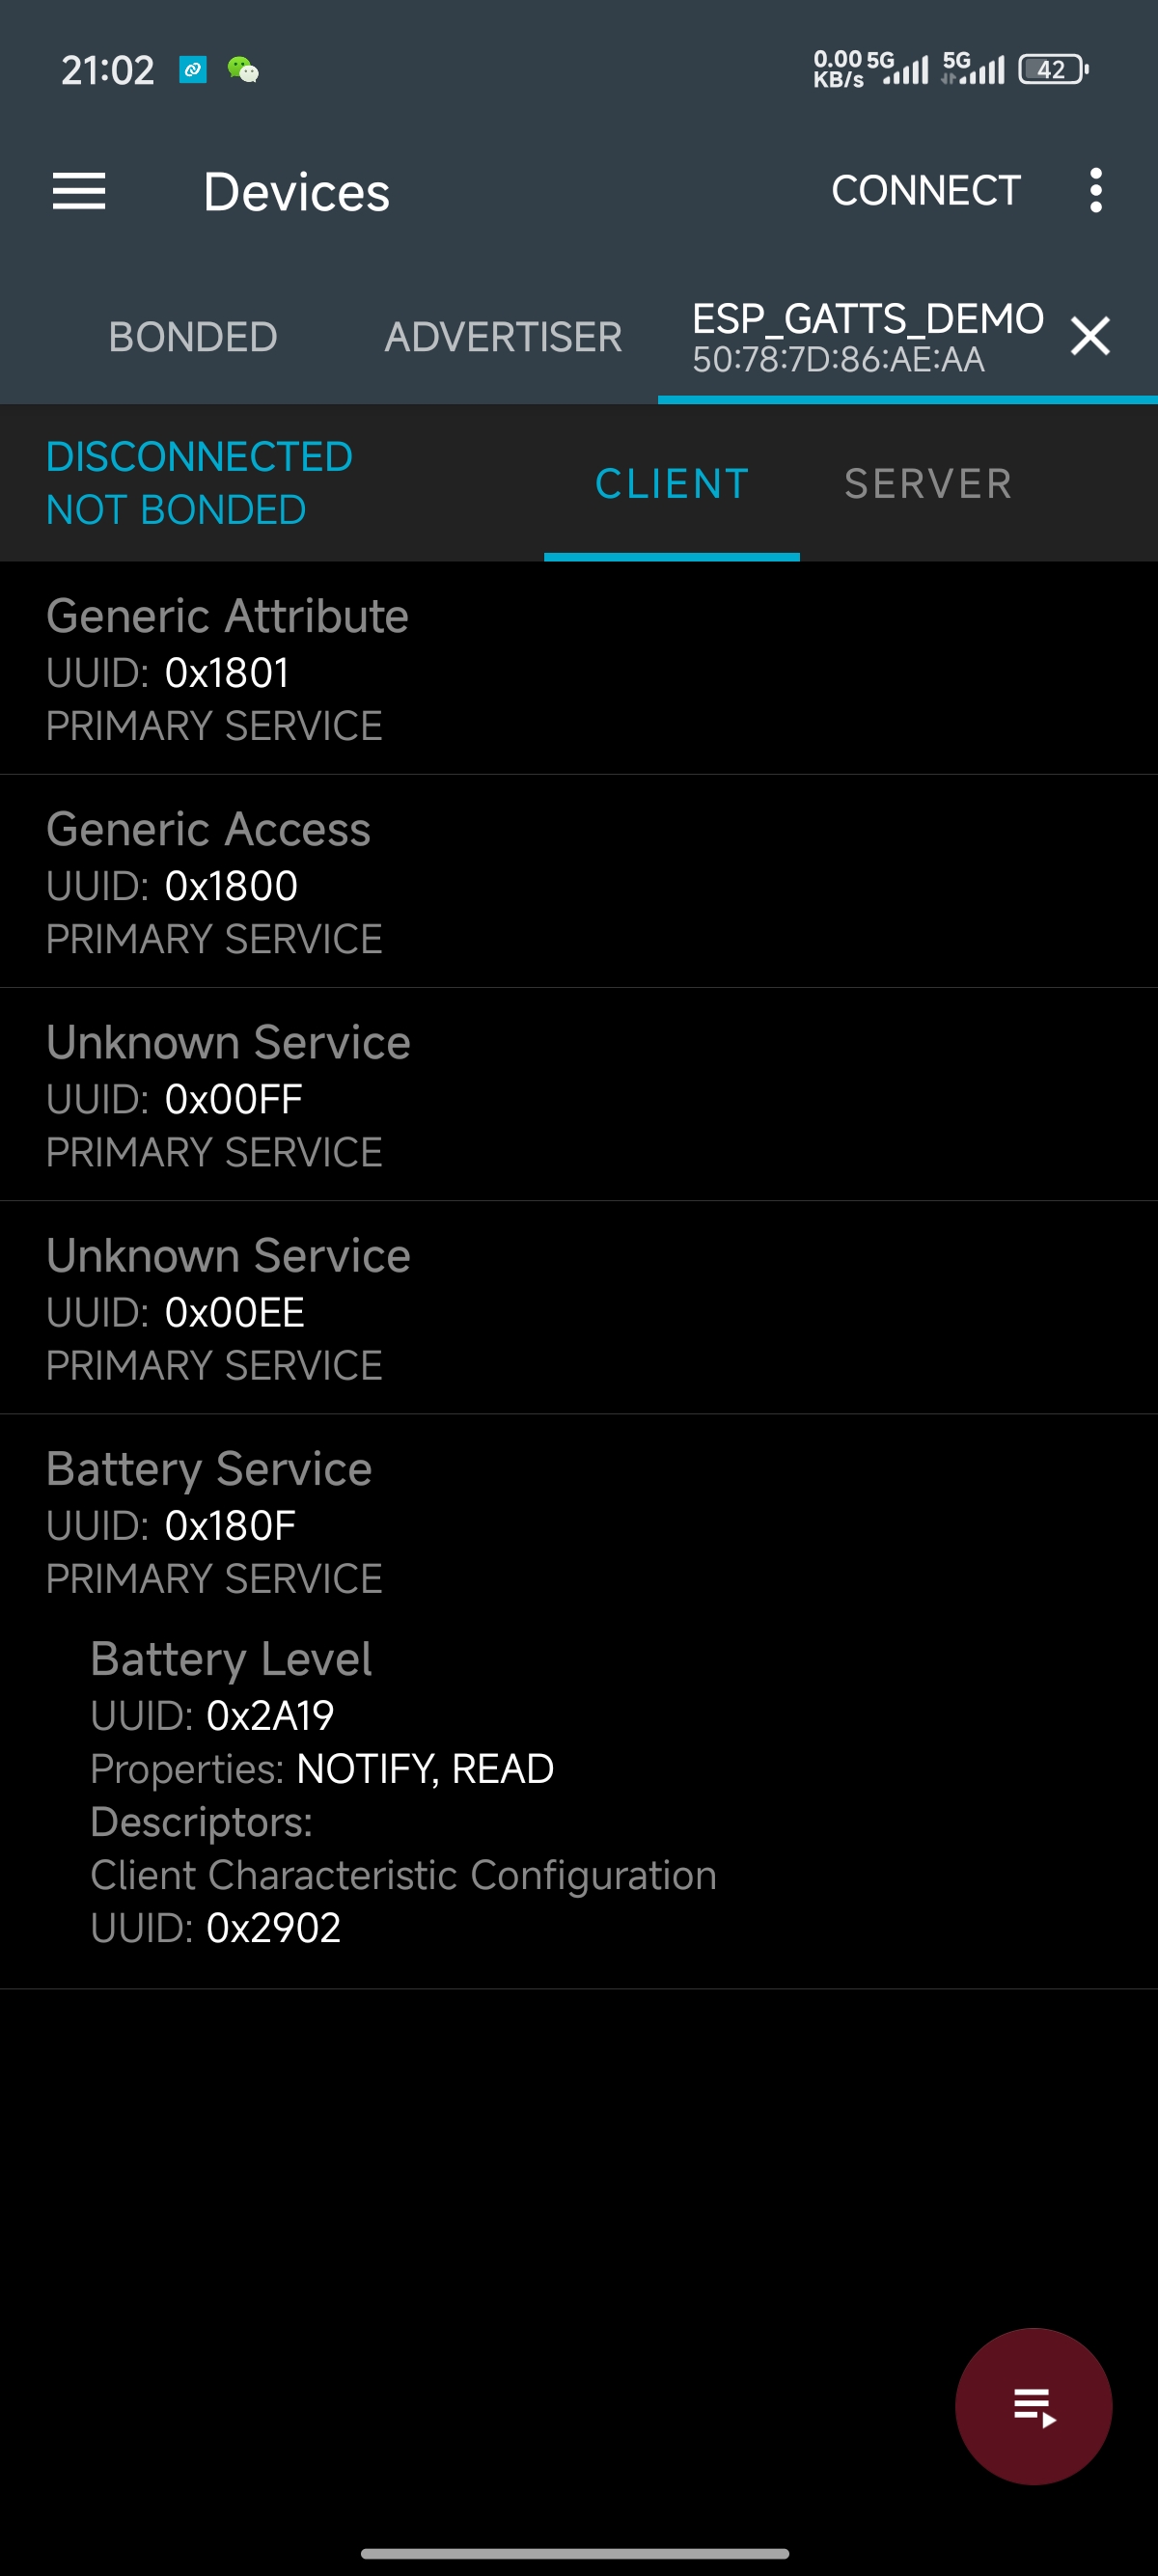 21:02
0.00 KB/s 5G 5G 42
Devices
CONNECT
BONDED
ADVERTISER
ESP_GATTS_DEMO
50:78:7D:86:AE:AA
DISCONNECTED
NOT BONDED
CLIENT
SERVER
Generic Attribute
UUID: 0x1801
PRIMARY SERVICE
Generic Access
UUID: 0x1800
PRIMARY SERVICE
Unknown Service
UUID: 0x00FF
PRIMARY SERVICE
Unknown Service
UUID: 0x00EE
PRIMARY SERVICE
Battery Service
UUID: 0x180F
PRIMARY SERVICE
Battery Level
UUID: 0x2A19
Properties: NOTIFY, READ
Descriptors:
Client Characteristic Configuration
UUID: 0x2902